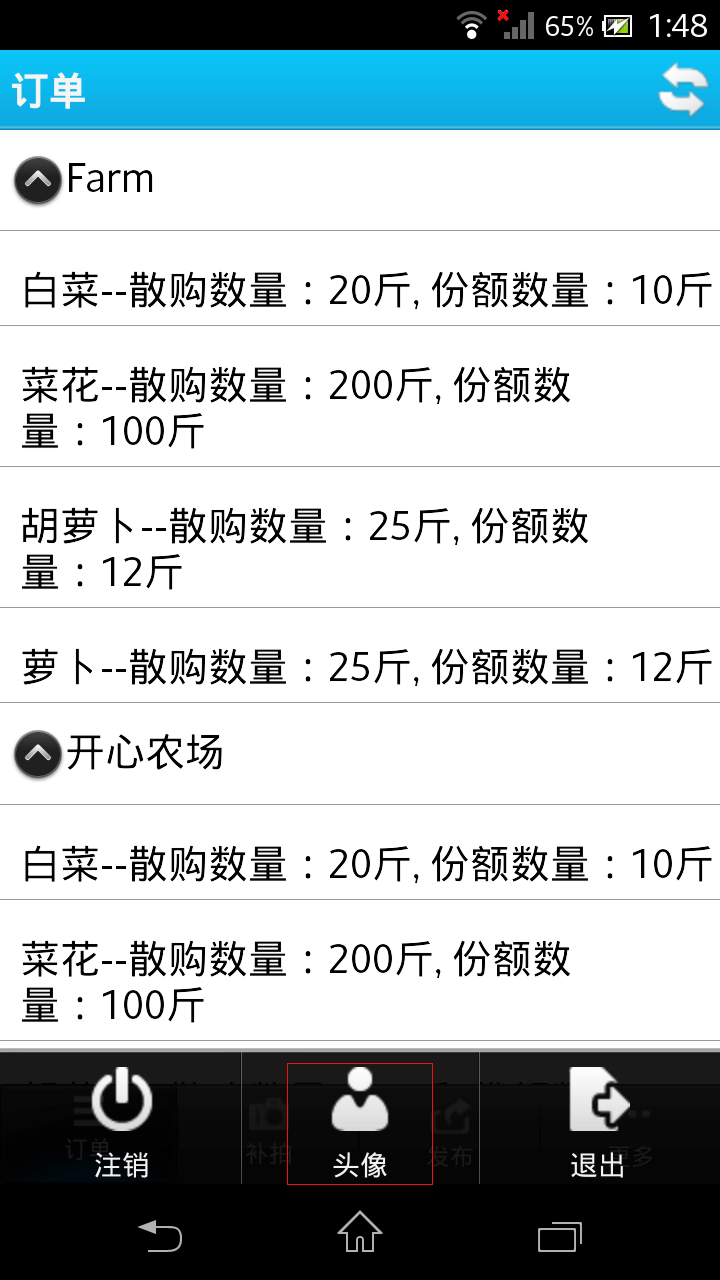 65% 1:48
订单
Farm
白菜--散购数量：20斤, 份额数量：10斤
菜花--散购数量：200斤, 份额数
量：100斤
胡萝卜--散购数量：25斤, 份额数
量：12斤
萝卜--散购数量：25斤, 份额数量：12斤
开心农场
白菜--散购数量：20斤, 份额数量：10斤
菜花--散购数量：200斤, 份额数
量：100斤
订单 补拍 发布 更多
注销 头像 退出